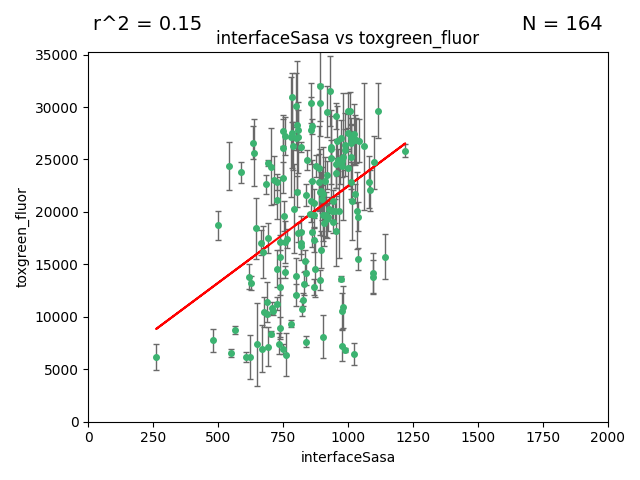 r^2 = 0.15
N = 164
interfaceSasa vs toxgreen_fluor
35000
30000
25000
20000
15000
10000
5000
0
toxgreen_fluor
0 250 500 750 1000 1250 1500 1750 2000
interfaceSasa